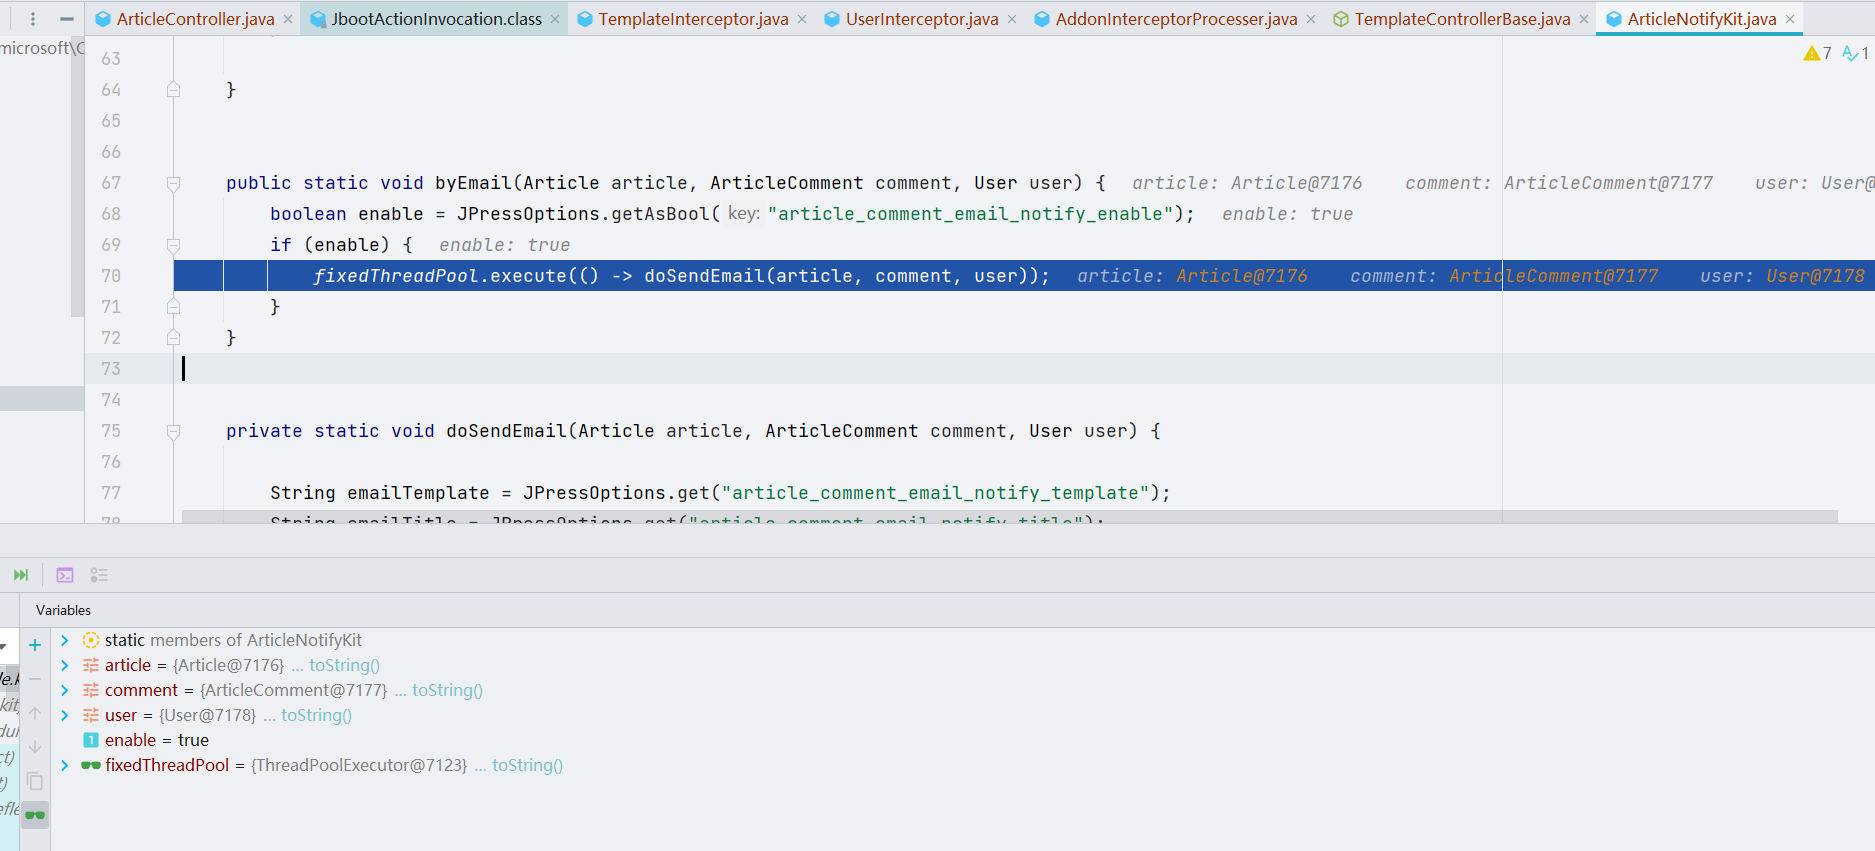 ArticleController.java JbootActionInvocation.class TemplateInterceptor.java UserInterceptor.java AddonInterceptorProcesser.java TemplateControllerBase.java ArticleNotifyKit.java
microsoft\C
7 1
63
64 }
65
66
67 public static void byEmail(Article article, ArticleComment comment, User user) { article: Article@7176 comment: ArticleComment@7177 user: User@
68 boolean enable = JPressOptions.getAsBool( key: "article_comment_email_notify_enable"); enable: true
69 if (enable) { enable: true
70 fixedThreadPool.execute(() -> doSendEmail(article, comment, user)); article: Article@7176 comment: ArticleComment@7177 user: User@7178
71 }
72 }
73
74
75 private static void doSendEmail(Article article, ArticleComment comment, User user) {
76
77 String emailTemplate = JPressOptions.get("article_comment_email_notify_template");
78 String emailTitle = JPressOptions.get("article_comment_email_notify_title");
Variables
static members of ArticleNotifyKit
article = {Article@7176} ... toString()
comment = {ArticleComment@7177} ... toString()
user = {User@7178} ... toString()
enable = true
fixedThreadPool = {ThreadPoolExecutor@7123} ... toString()